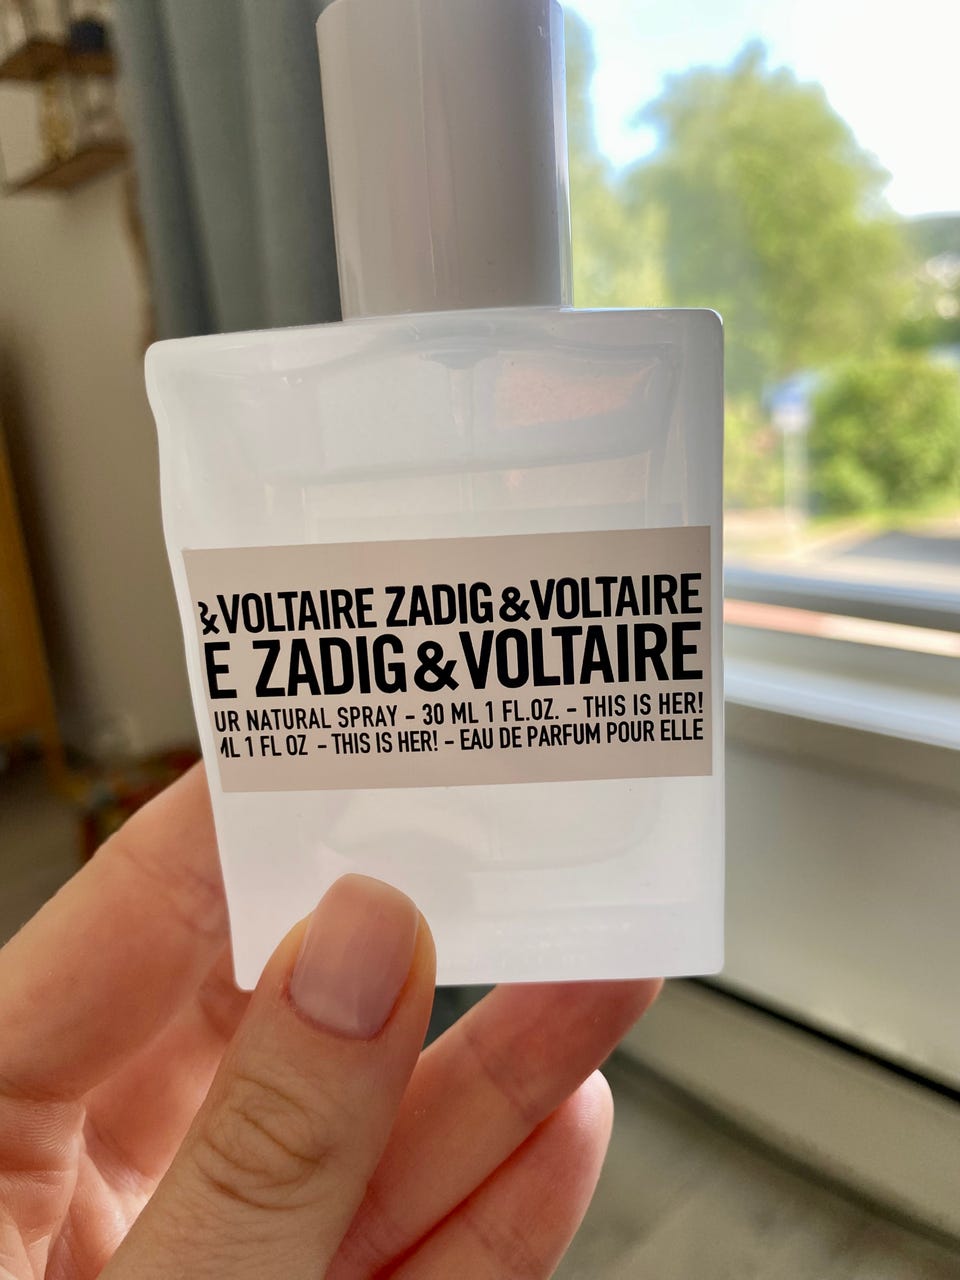 &VOLTAIRE ZADIG&VOLTAIRE
E ZADIG&VOLTAIRE
UR NATURAL SPRAY - 30 ML 1 FL.OZ. - THIS IS HER!
ML 1 FL OZ - THIS IS HER! - EAU DE PARFUM POUR ELLE